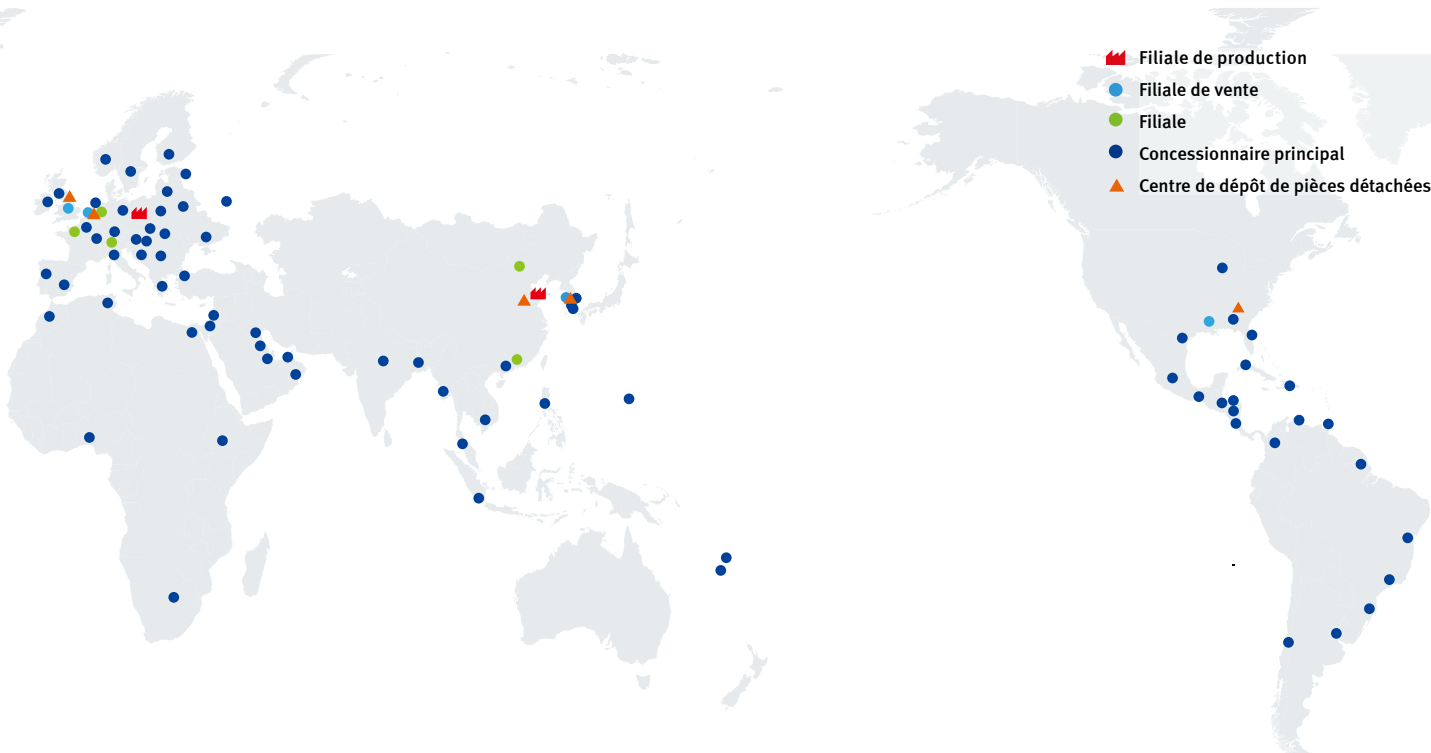 Filiale de production
Filiale de vente
Filiale
Concessionnaire principal
Centre de dépôt de pièces détachées